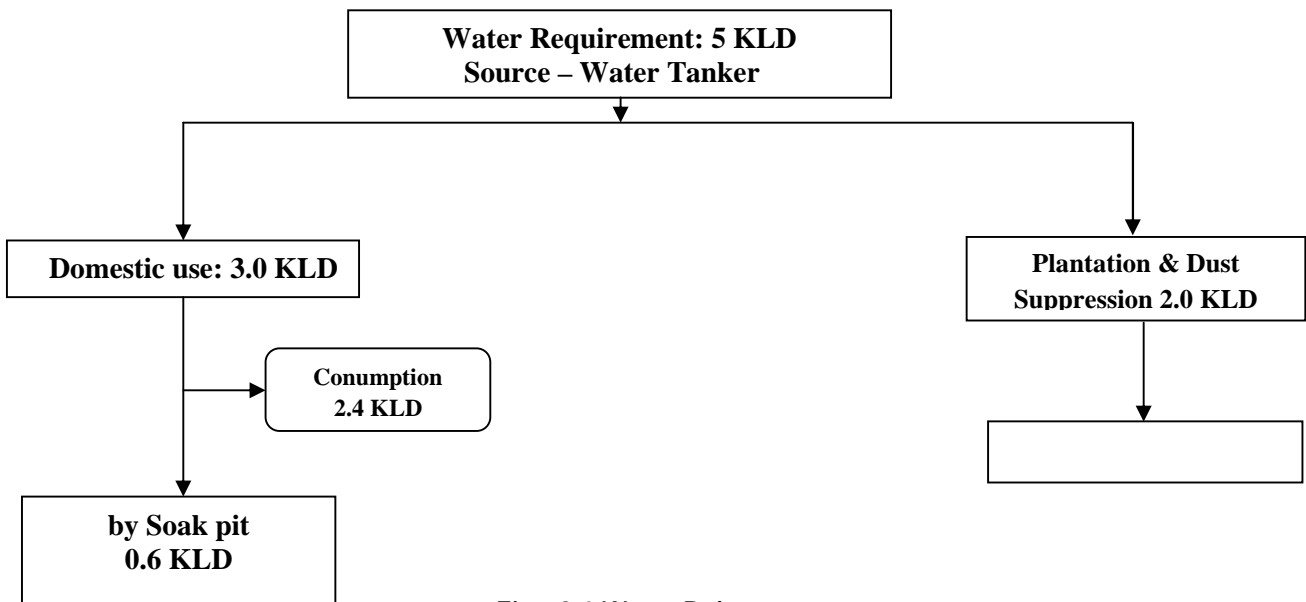 Water Requirement: 5 KLD
Source – Water Tanker
Domestic use: 3.0 KLD
Plantation & Dust
Suppression 2.0 KLD
Conumption
2.4 KLD
by Soak pit
0.6 KLD